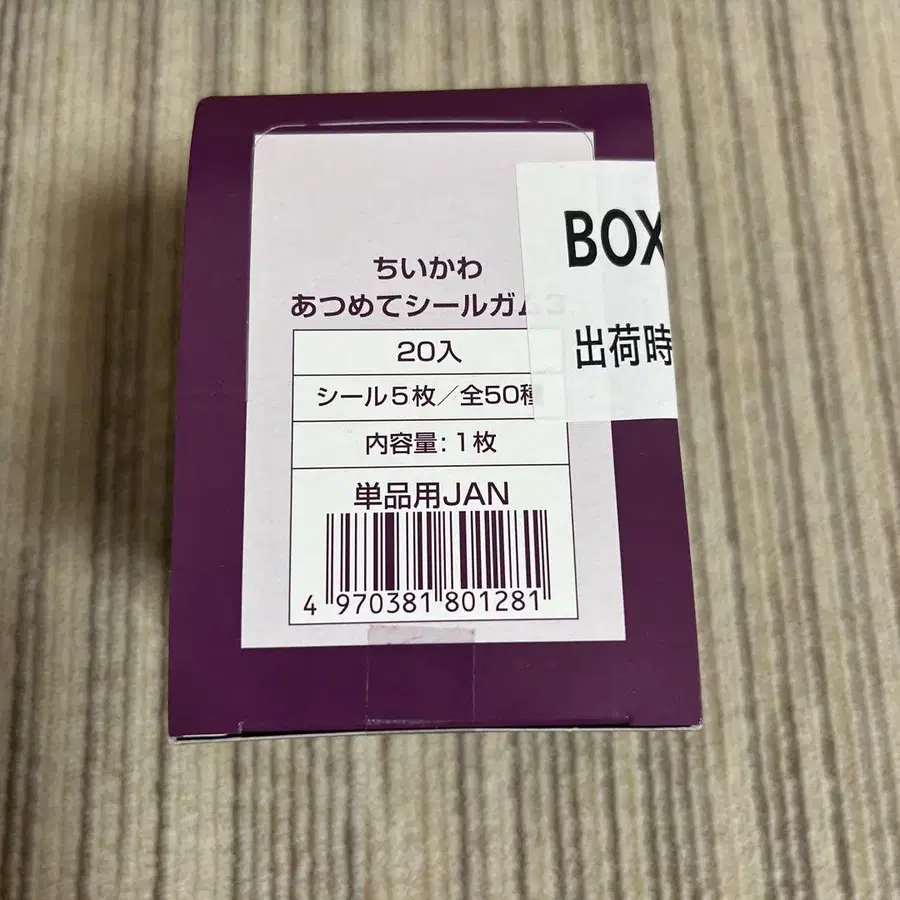 ちいかわ
あつめてシールガム3
20入
シール5枚／全50種
内容量:1枚
単品用JAN
4 970381 801281
BOX
出荷時